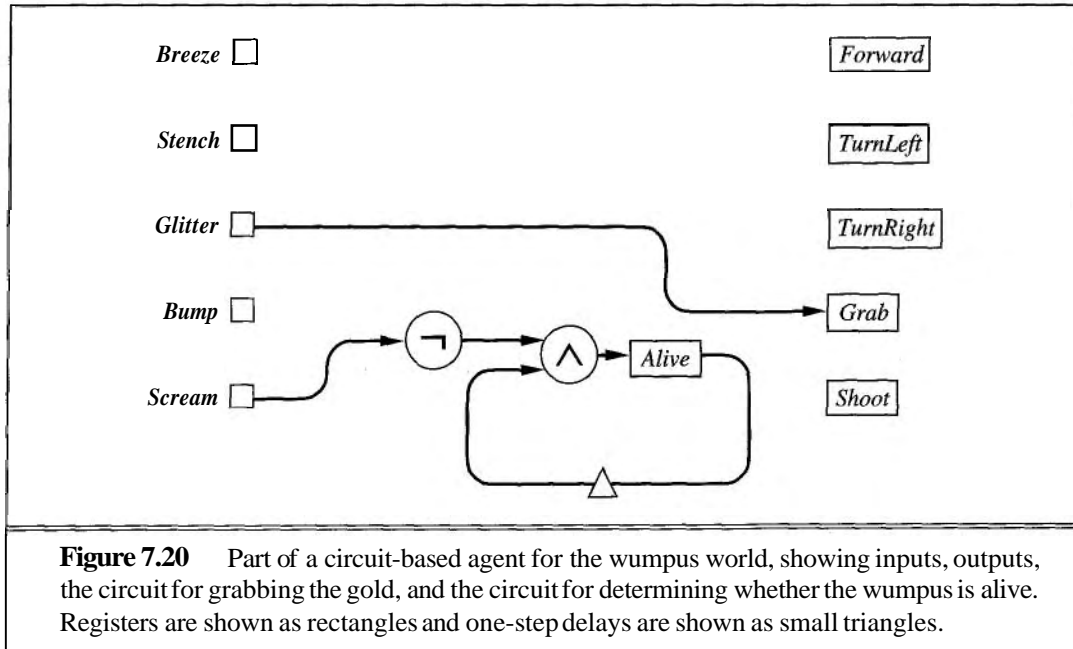 Breeze
Forward
Stench
TurnLeft
Glitter
TurnRight
Bump
Grab
¬
∧
Alive
Scream
Shoot
Figure 7.20 Part of a circuit-based agent for the wumpus world, showing inputs, outputs,
the circuit for grabbing the gold, and the circuit for determining whether the wumpus is alive.
Registers are shown as rectangles and one-step delays are shown as small triangles.